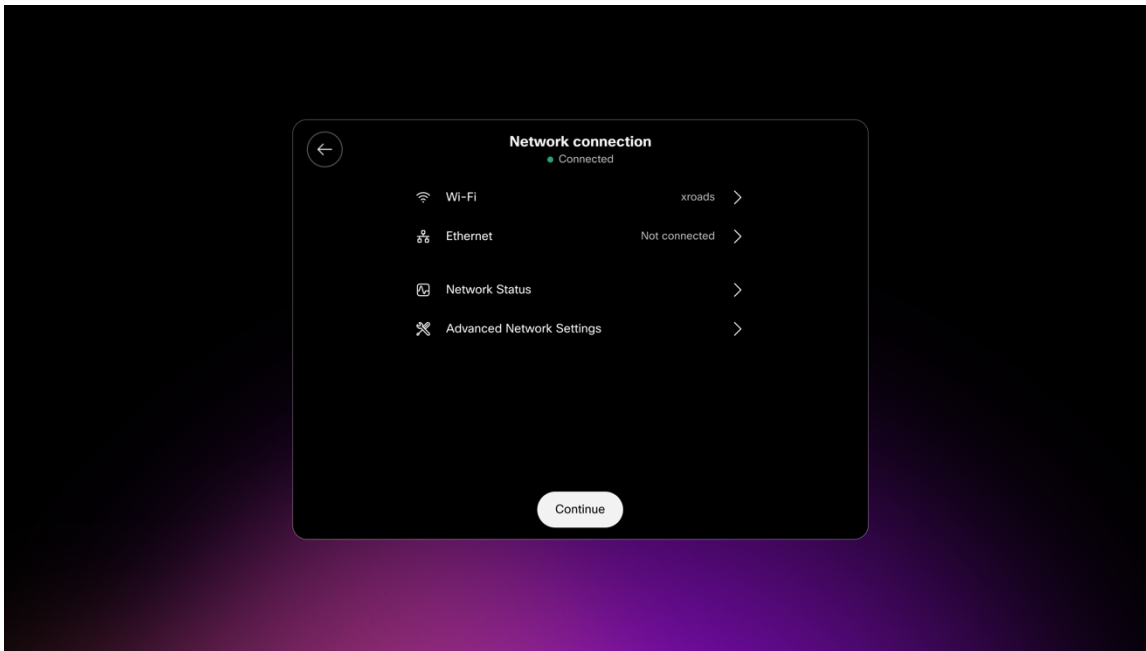 Network connection
Connected
Wi-Fi xroads
Ethernet Not connected
Network Status
Advanced Network Settings
Continue